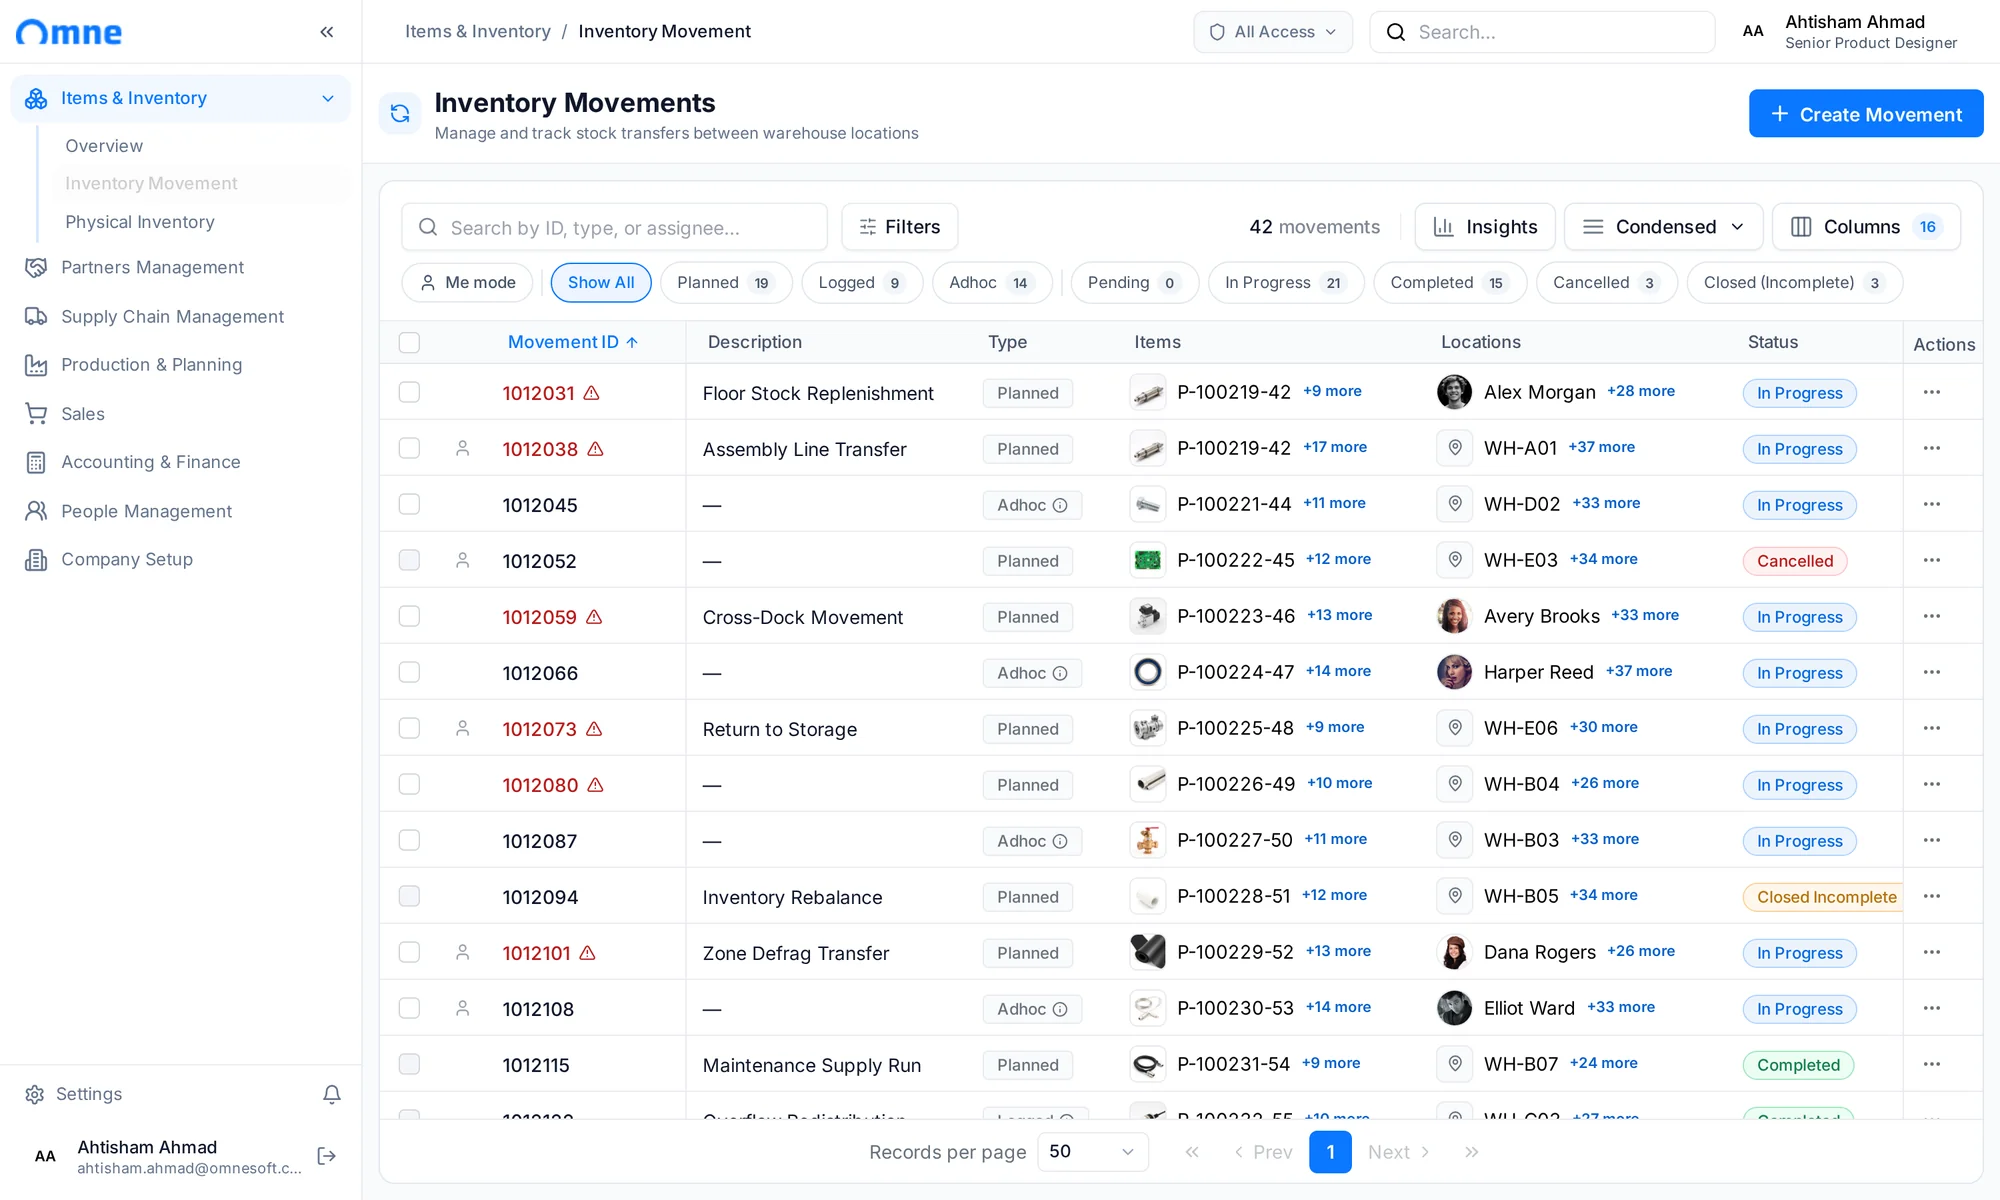 Omne
Items & Inventory / Inventory Movement
All Access
Search...
AA
Ahtisham Ahmad
Senior Product Designer
Items & Inventory
Overview
Inventory Movement
Physical Inventory
Partners Management
Supply Chain Management
Production & Planning
Sales
Accounting & Finance
People Management
Company Setup
Settings
AA
Ahtisham Ahmad
ahtisham.ahmad@omnesoft.c...
Inventory Movements
Manage and track stock transfers between warehouse locations
+ Create Movement
Search by ID, type, or assignee...
Filters
42 movements
Insights
Condensed
Columns 16
Me mode
Show All
Planned 19
Logged 9
Adhoc 14
Pending 0
In Progress 21
Completed 15
Cancelled 3
Closed (Incomplete) 3
Movement ID ↑ Description Type Items Locations Status Actions
1012031 Floor Stock Replenishment Planned P-100219-42 +9 more Alex Morgan +28 more In Progress ...
1012038 Assembly Line Transfer Planned P-100219-42 +17 more WH-A01 +37 more In Progress ...
1012045 — Adhoc P-100221-44 +11 more WH-D02 +33 more In Progress ...
1012052 — Planned P-100222-45 +12 more WH-E03 +34 more Cancelled ...
1012059 Cross-Dock Movement Planned P-100223-46 +13 more Avery Brooks +33 more In Progress ...
1012066 — Adhoc P-100224-47 +14 more Harper Reed +37 more In Progress ...
1012073 Return to Storage Planned P-100225-48 +9 more WH-E06 +30 more In Progress ...
1012080 — Planned P-100226-49 +10 more WH-B04 +26 more In Progress ...
1012087 — Adhoc P-100227-50 +11 more WH-B03 +33 more In Progress ...
1012094 Inventory Rebalance Planned P-100228-51 +12 more WH-B05 +34 more Closed Incomplete ...
1012101 Zone Defrag Transfer Planned P-100229-52 +13 more Dana Rogers +26 more In Progress ...
1012108 — Adhoc P-100230-53 +14 more Elliot Ward +33 more In Progress ...
1012115 Maintenance Supply Run Planned P-100231-54 +9 more WH-B07 +24 more Completed ...
Overflow Redistribution Logged +10 more +27 more Completed
Records per page 50 « ‹ Prev 1 Next › »